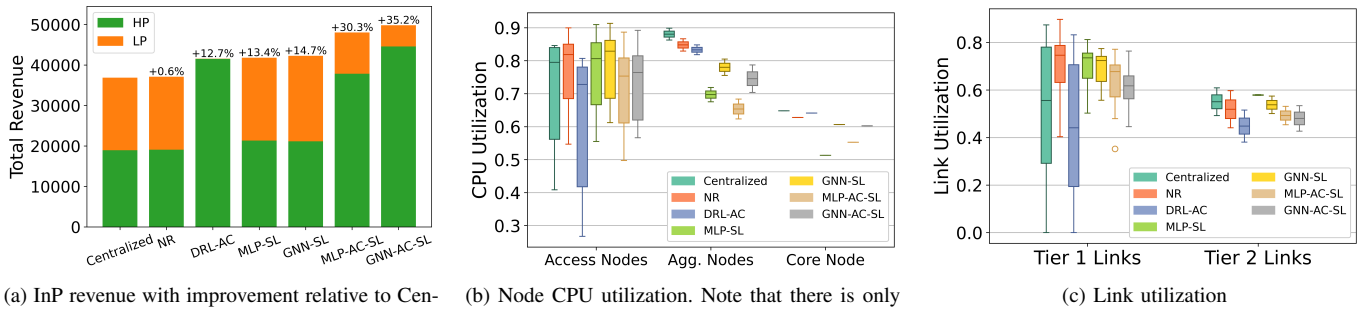 Total Revenue
50000
40000
30000
20000
10000
0
HP
LP
+0.6%
+12.7%
+13.4%
+14.7%
+30.3%
+35.2%
Centralized
NR
DRL-AC
MLP-SL
GNN-SL
MLP-AC-SL
GNN-AC-SL
(a) InP revenue with improvement relative to Cen-
CPU Utilization
0.9
0.8
0.7
0.6
0.5
0.4
0.3
Centralized
NR
DRL-AC
MLP-SL
GNN-SL
MLP-AC-SL
GNN-AC-SL
Access Nodes
Agg. Nodes
Core Node
(b) Node CPU utilization. Note that there is only
Link Utilization
0.8
0.6
0.4
0.2
0.0
Centralized
NR
DRL-AC
MLP-SL
GNN-SL
MLP-AC-SL
GNN-AC-SL
Tier 1 Links
Tier 2 Links
(c) Link utilization